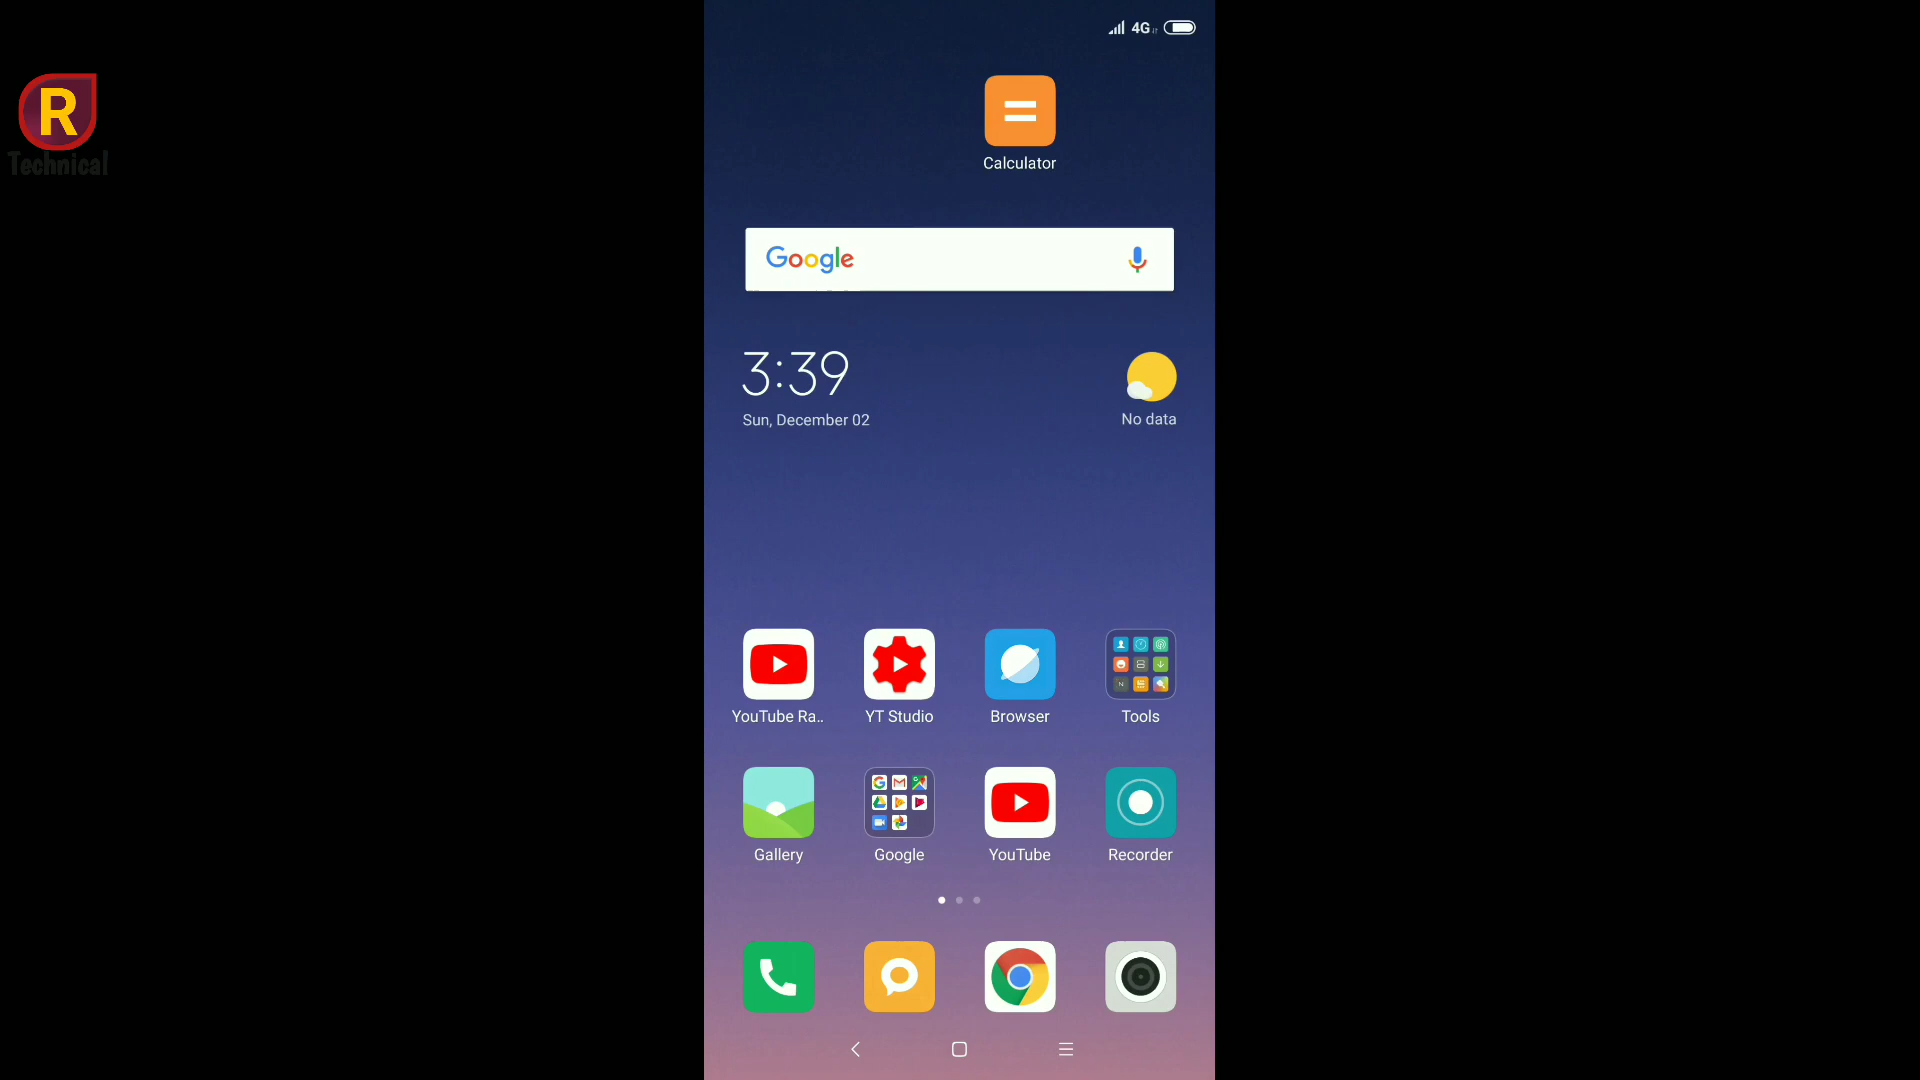 4G
R
Technical
Calculator
Google
3:39
Sun, December 02
No data
YouTube Ra..
YT Studio
Browser
Tools
Gallery
Google
YouTube
Recorder